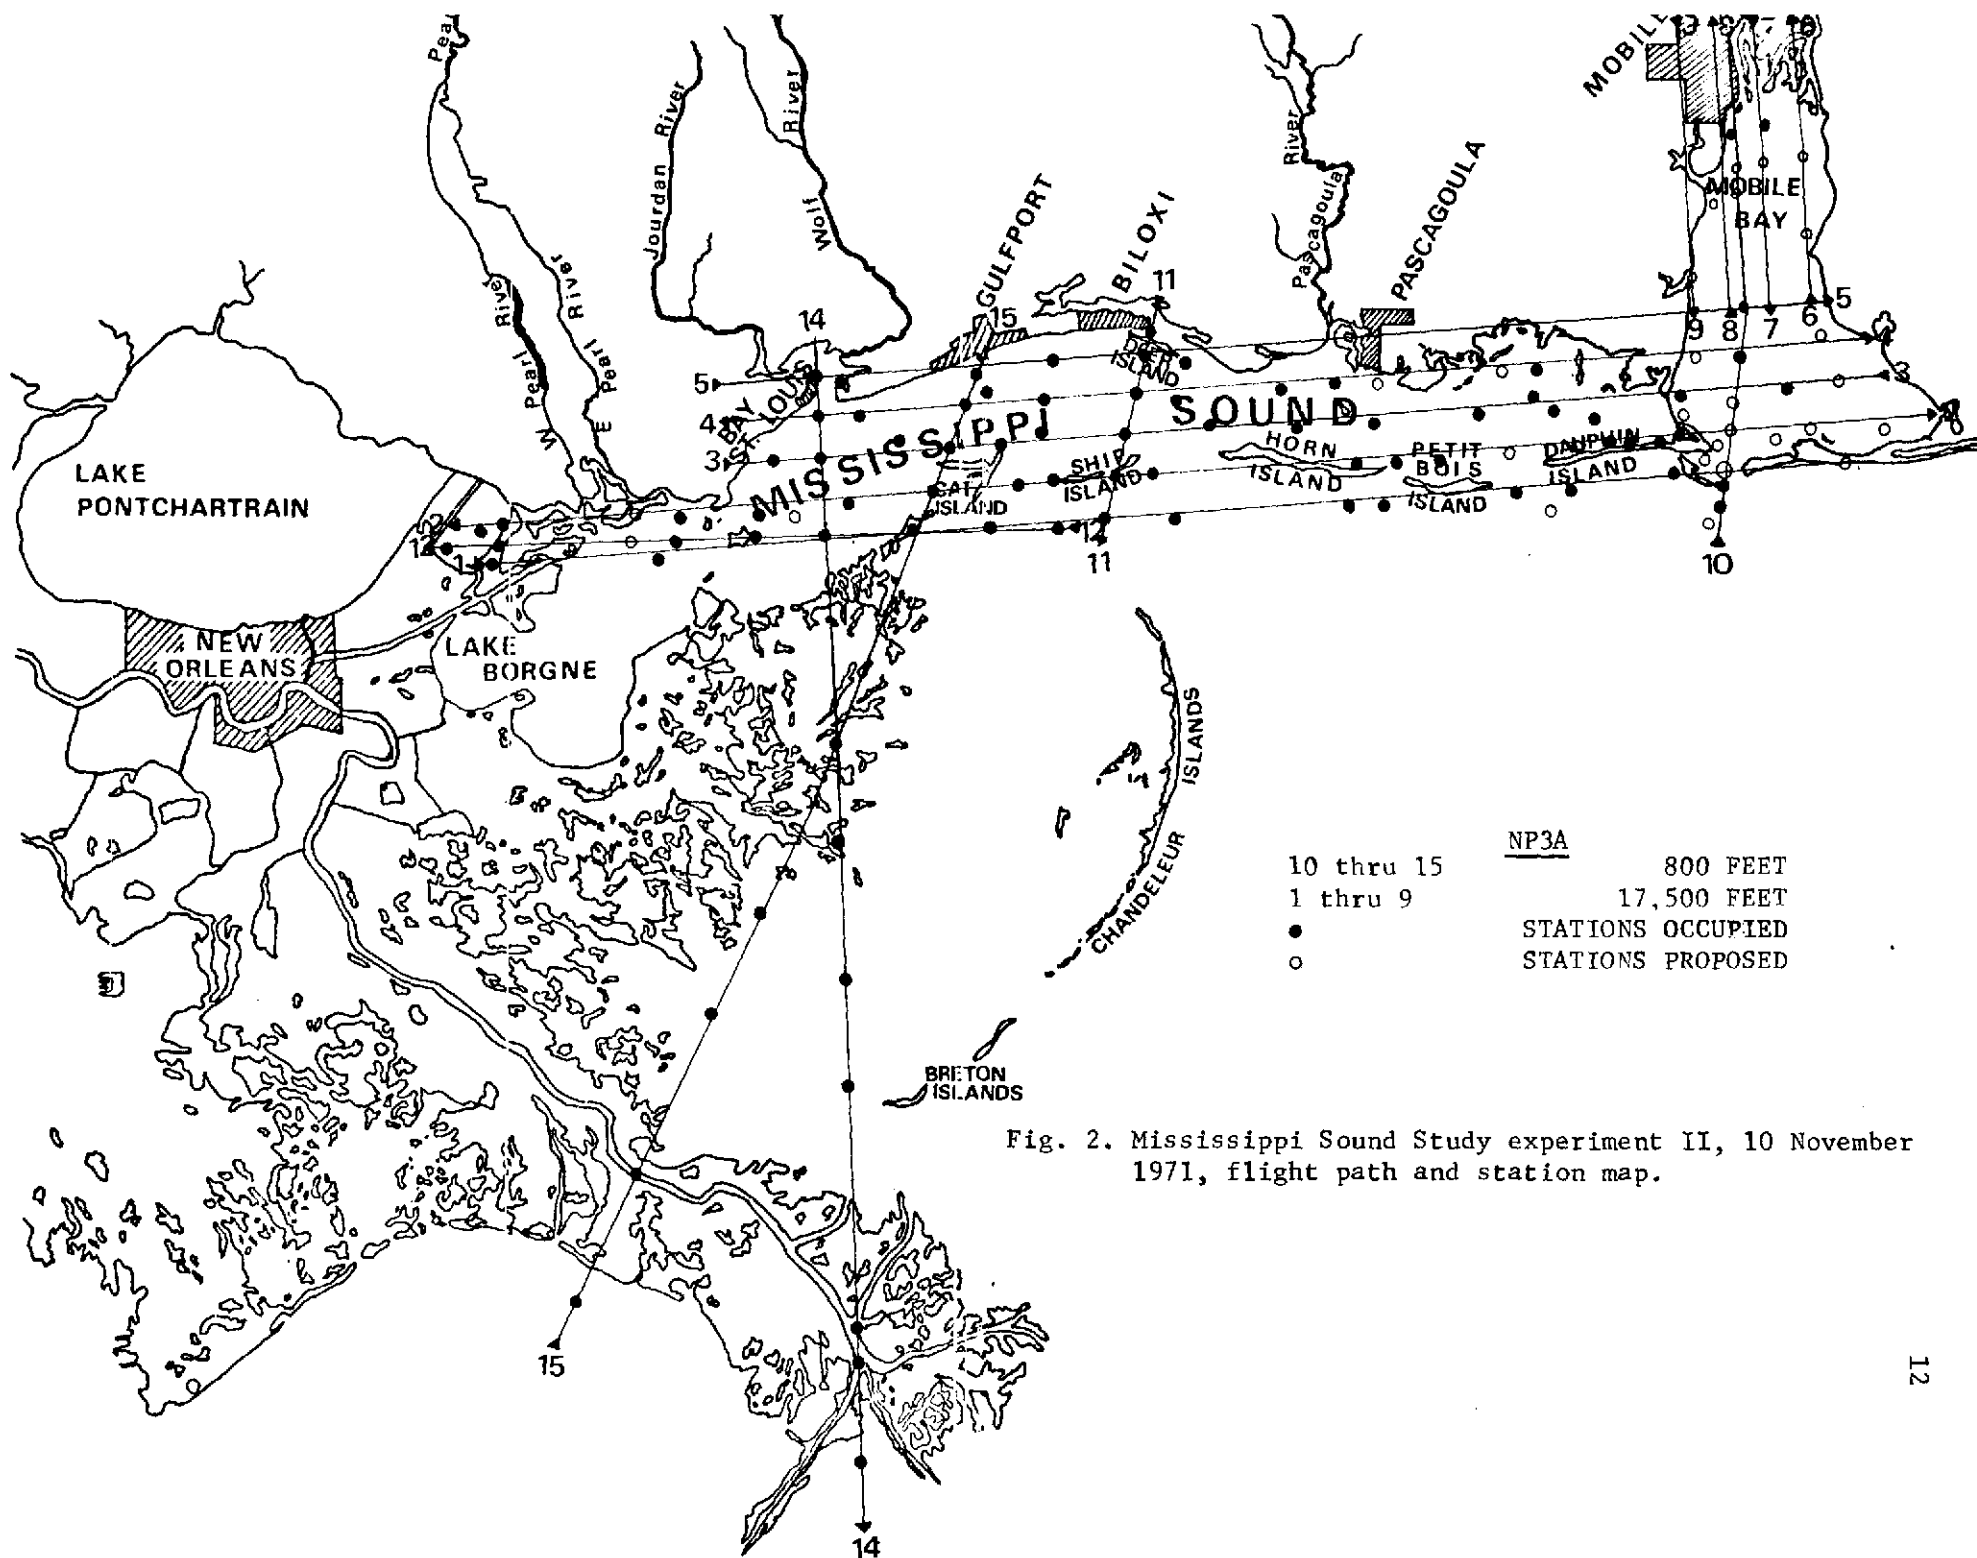 Jourdan River
Wolf River
W Pearl River
E Pearl River
Pascagoula River
MOBILE
GULFPORT
BILOXI
PASCAGOULA
MOBILE
BAY
14
15
11
5
9
8
7
6
5
4
3
4
3
BAY
ST. LOUIS
DEER
ISLAND
MISSISSIPPI SOUND
HORN
ISLAND
PETIT
BOIS
ISLAND
DAUPHIN
ISLAND
SHIP
ISLAND
CAT
ISLAND
LAKE
PONTCHARTRAIN
12
1
12
11
10
NEW
ORLEANS
LAKE
BORGNE
CHANDELEUR ISLANDS
NP3A
10 thru 15 800 FEET
1 thru 9 17,500 FEET
● STATIONS OCCUPIED
○ STATIONS PROPOSED
BRETON
ISLANDS
Fig. 2. Mississippi Sound Study experiment II, 10 November
1971, flight path and station map.
15
14
12